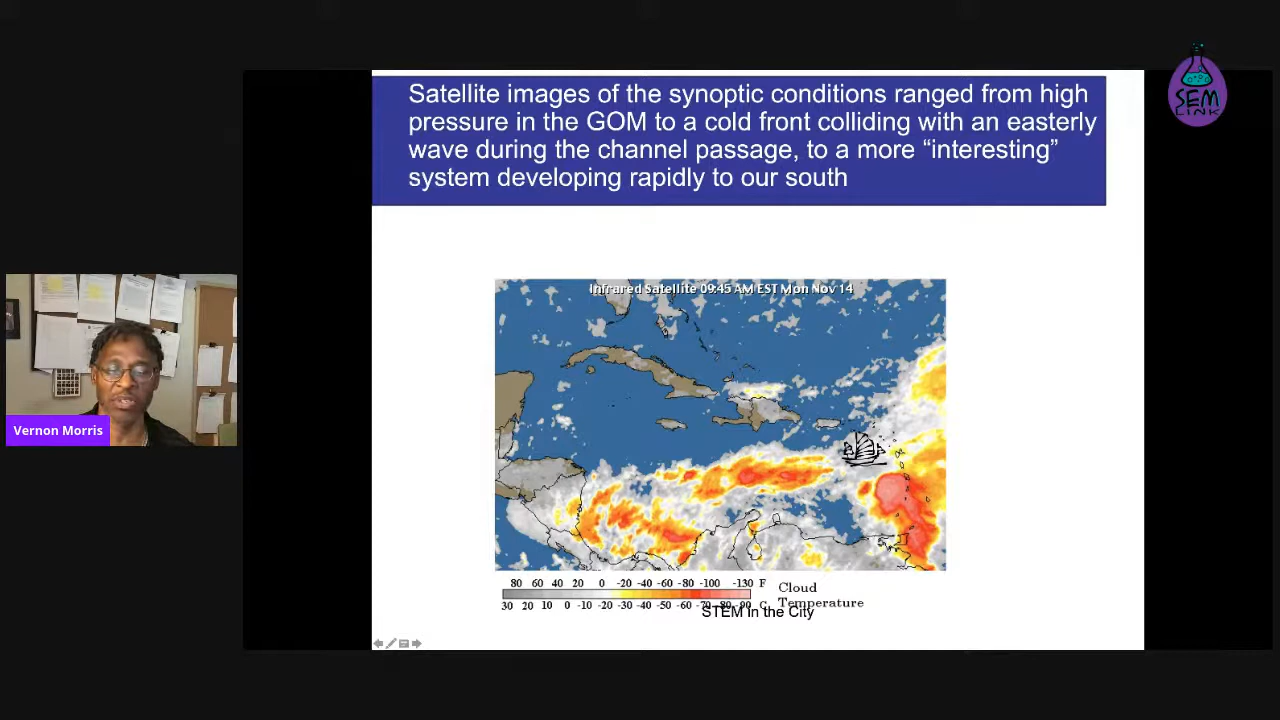 SEM
LINK
Satellite images of the synoptic conditions ranged from high
pressure in the GOM to a cold front colliding with an easterly
wave during the channel passage, to a more “interesting”
system developing rapidly to our south
Infrared Satellite 09:45 AM EST Mon Nov 14
Vernon Morris
80 60 40 20 0 -20 -40 -60 -80 -100 -130 F
30 20 10 0 -10 -20 -30 -40 -50 -60 -70 -80 -90 C
Cloud
Temperature
STEM in the City